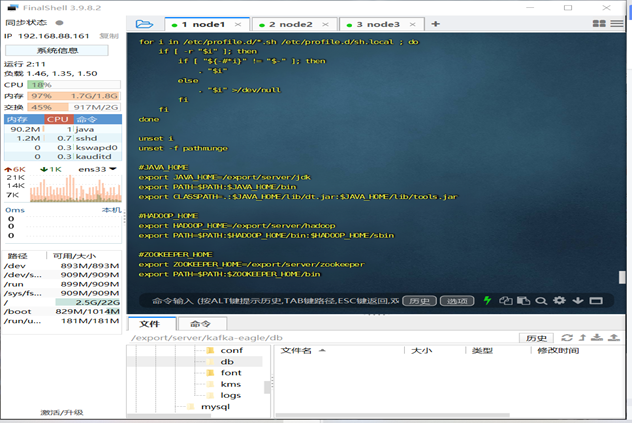 FinalShell 3.9.8.2
同步状态
IP 192.168.88.161 复制
系统信息
运行 2:11
负载 1.46, 1.35, 1.50
CPU 18%
内存 97% 1.7G/1.8G
交换 45% 917M/2G
内存 CPU 命令
90.2M 1 java
1.2M 0.7 sshd
0 0.3 kswapd0
0 0.3 kauditd
6K 1K ens33
21K
14K
7K
0ms 本机
0
0
0
路径 可用/大小
/dev 893M/893M
/dev/s... 909M/909M
/run 899M/909M
/sys/fs... 909M/909M
/ 2.5G/22G
/boot 829M/1014M
/run/u... 181M/181M
激活/升级
1 node1
2 node2
3 node3
for i in /etc/profile.d/*.sh /etc/profile.d/sh.local ; do
if [ -r "$i" ]; then
if [ "${-#*i}" != "$-" ]; then
. "$i"
else
. "$i" >/dev/null
fi
fi
done
unset i
unset -f pathmunge
#JAVA_HOME
export JAVA_HOME=/export/server/jdk
export PATH=$PATH:$JAVA_HOME/bin
export CLASSPATH=.:$JAVA_HOME/lib/dt.jar:$JAVA_HOME/lib/tools.jar
#HADOOP_HOME
export HADOOP_HOME=/export/server/hadoop
export PATH=$PATH:$HADOOP_HOME/bin:$HADOOP_HOME/sbin
#ZOOKEEPER_HOME
export ZOOKEEPER_HOME=/export/server/zookeeper
export PATH=$PATH:$ZOOKEEPER_HOME/bin
命令输入 (按ALT键提示历史,TAB键路径,ESC键返回,双 历史 选项
文件 命令
/export/server/kafka-eagle/db 历史
conf
db
font
kms
logs
mysql
文件名 大小 类型 修改时间